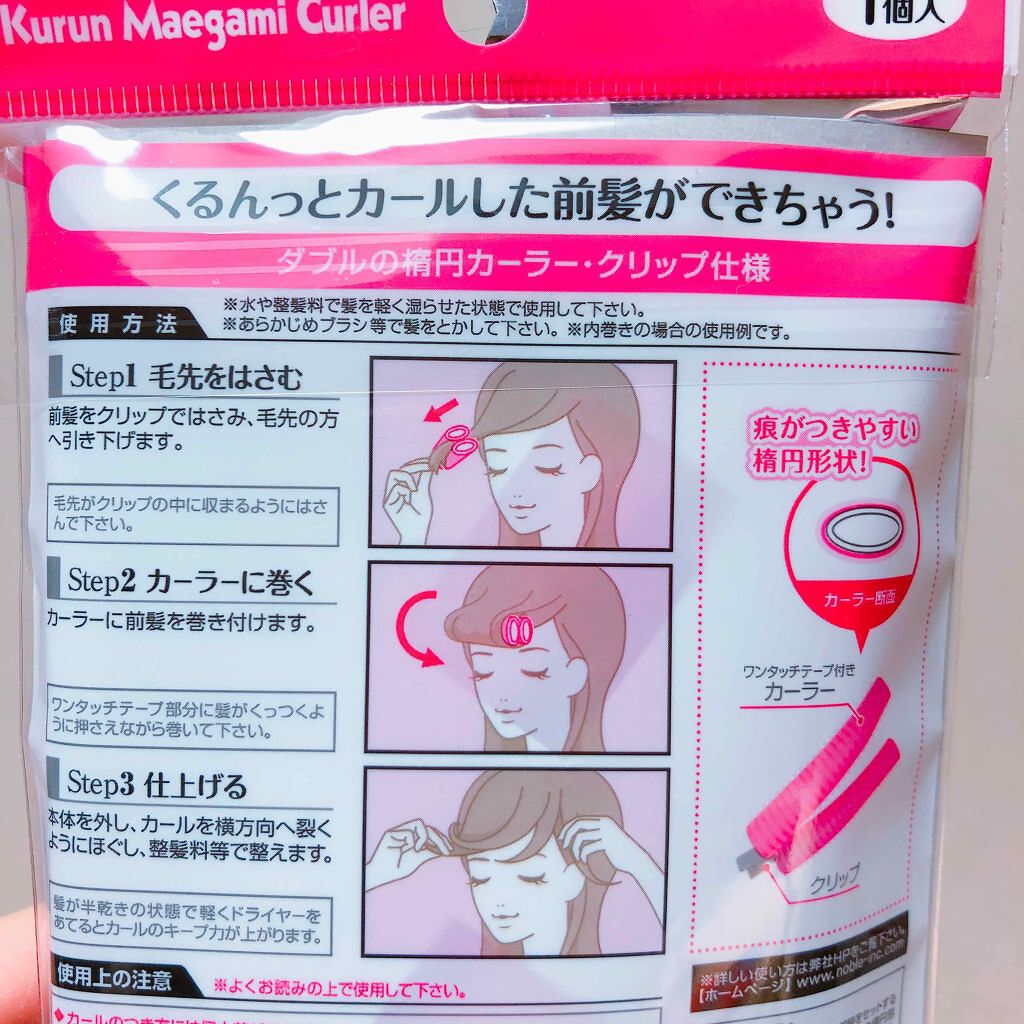 Kurun Maegami Curler
1個入
くるんっとカールした前髪ができちゃう!
ダブルの楕円カーラー・クリップ仕様
使用方法
※水や整髪料で髪を軽く湿らせた状態で使用して下さい。
※あらかじめブラシ等で髪をとかして下さい。※内巻きの場合の使用例です。
Step1 毛先をはさむ
前髪をクリップではさみ、毛先の方
へ引き下げます。
毛先がクリップの中に収まるようにはさ
んで下さい。
Step2 カーラーに巻く
カーラーに前髪を巻き付けます。
ワンタッチテープ部分に髪がくっつくよ
うに押さえながら巻いて下さい。
Step3 仕上げる
本体を外し、カールを横方向へ裂く
ようにほぐし、整髪料等で整えます。
髪が半乾きの状態で軽くドライヤーを
あてるとカールのキープ力が上がります。
痕がつきやすい
楕円形状!
カーラー断面
ワンタッチテープ付き
カーラー
クリップ
※詳しい使い方は弊社HPをご覧下さい。
【ホームページ】www.noble-inc.com
使用上の注意
※よくお読みの上で使用して下さい。